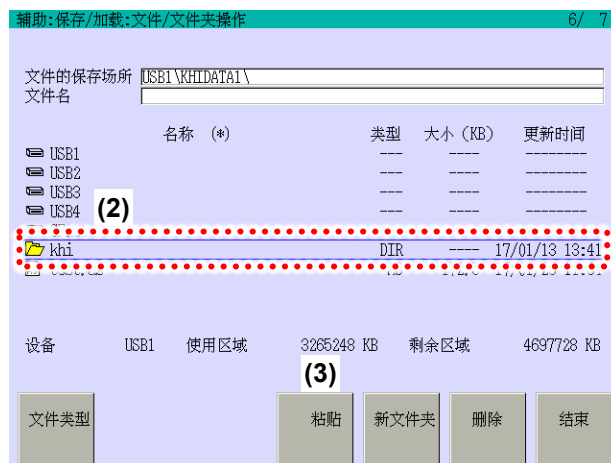 辅助:保存/加载:文件/文件夹操作 6/ 7
文件的保存场所 USB1\KHIDATA1\
文件名
名称 (*) 类型 大小 (KB) 更新时间
USB1 --- ---- --------
USB2 --- ---- --------
USB3 --- ---- --------
USB4 --- ---- --------
(2)
khi DIR ---- 17/01/13 13:41
设备 USB1 使用区域 3265248 KB 剩余区域 4697728 KB
(3)
文件类型 粘贴 新文件夹 删除 结束